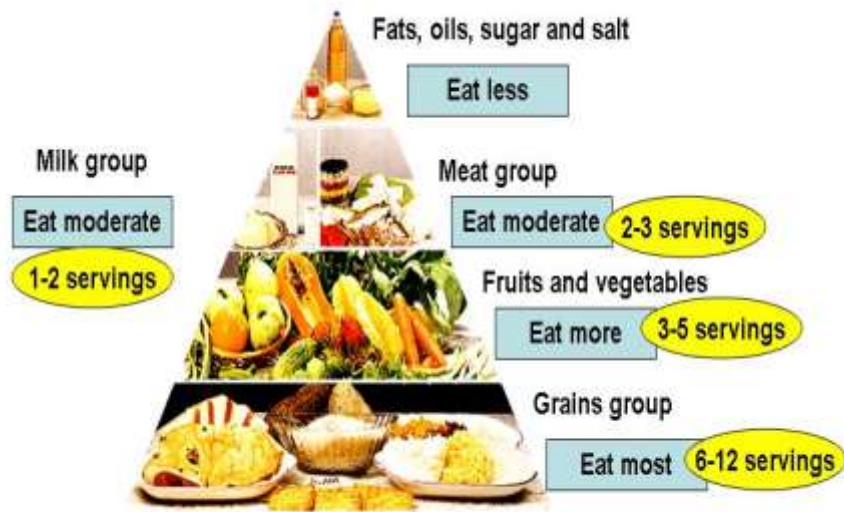 Fats, oils, sugar and salt
Eat less
Milk group
Eat moderate
1-2 servings
Meat group
Eat moderate
2-3 servings
Fruits and vegetables
Eat more
3-5 servings
Grains group
Eat most
6-12 servings